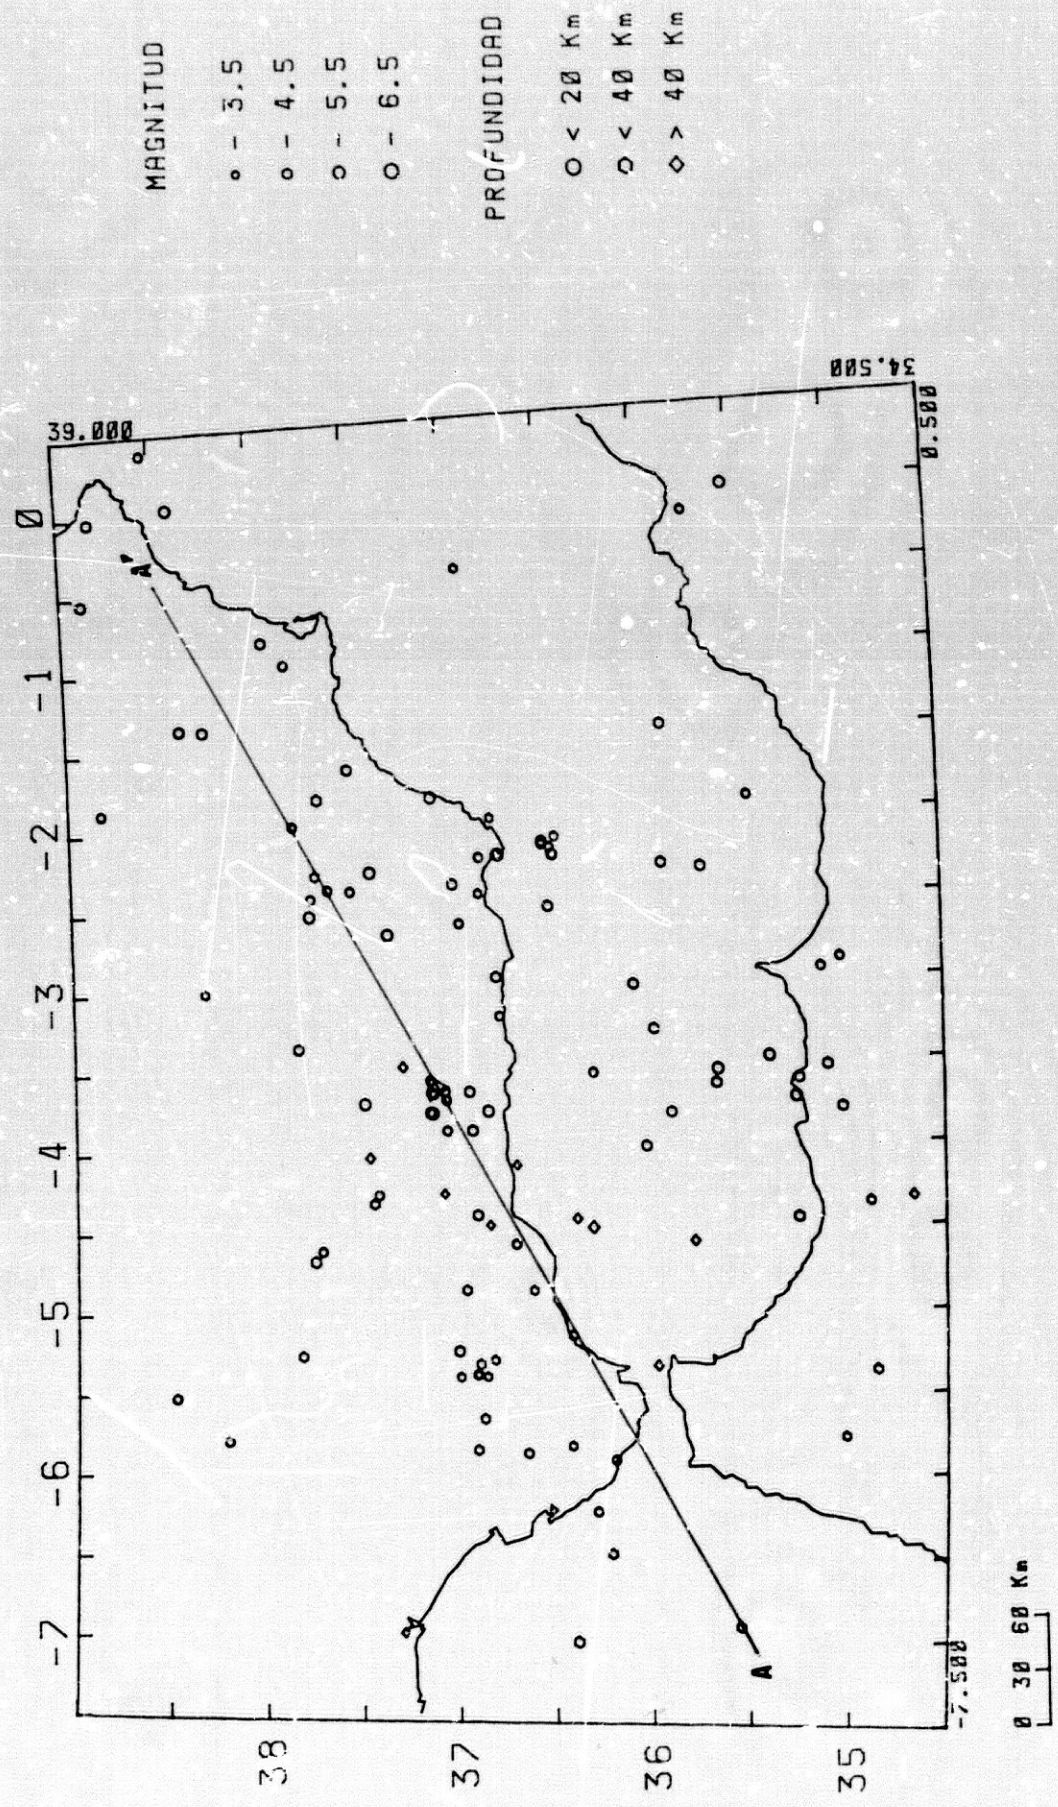 -7 -6 -5 -4 -3 -2 -1 0
39.000
38
37
36
35
34.500
A'
A
-7.500
0.500
0 30 60 Km
MAGNITUD
o - 3.5
o - 4.5
o - 5.5
o - 6.5
PROFUNDIDAD
o < 20 Km
o < 40 Km
◇ > 40 Km